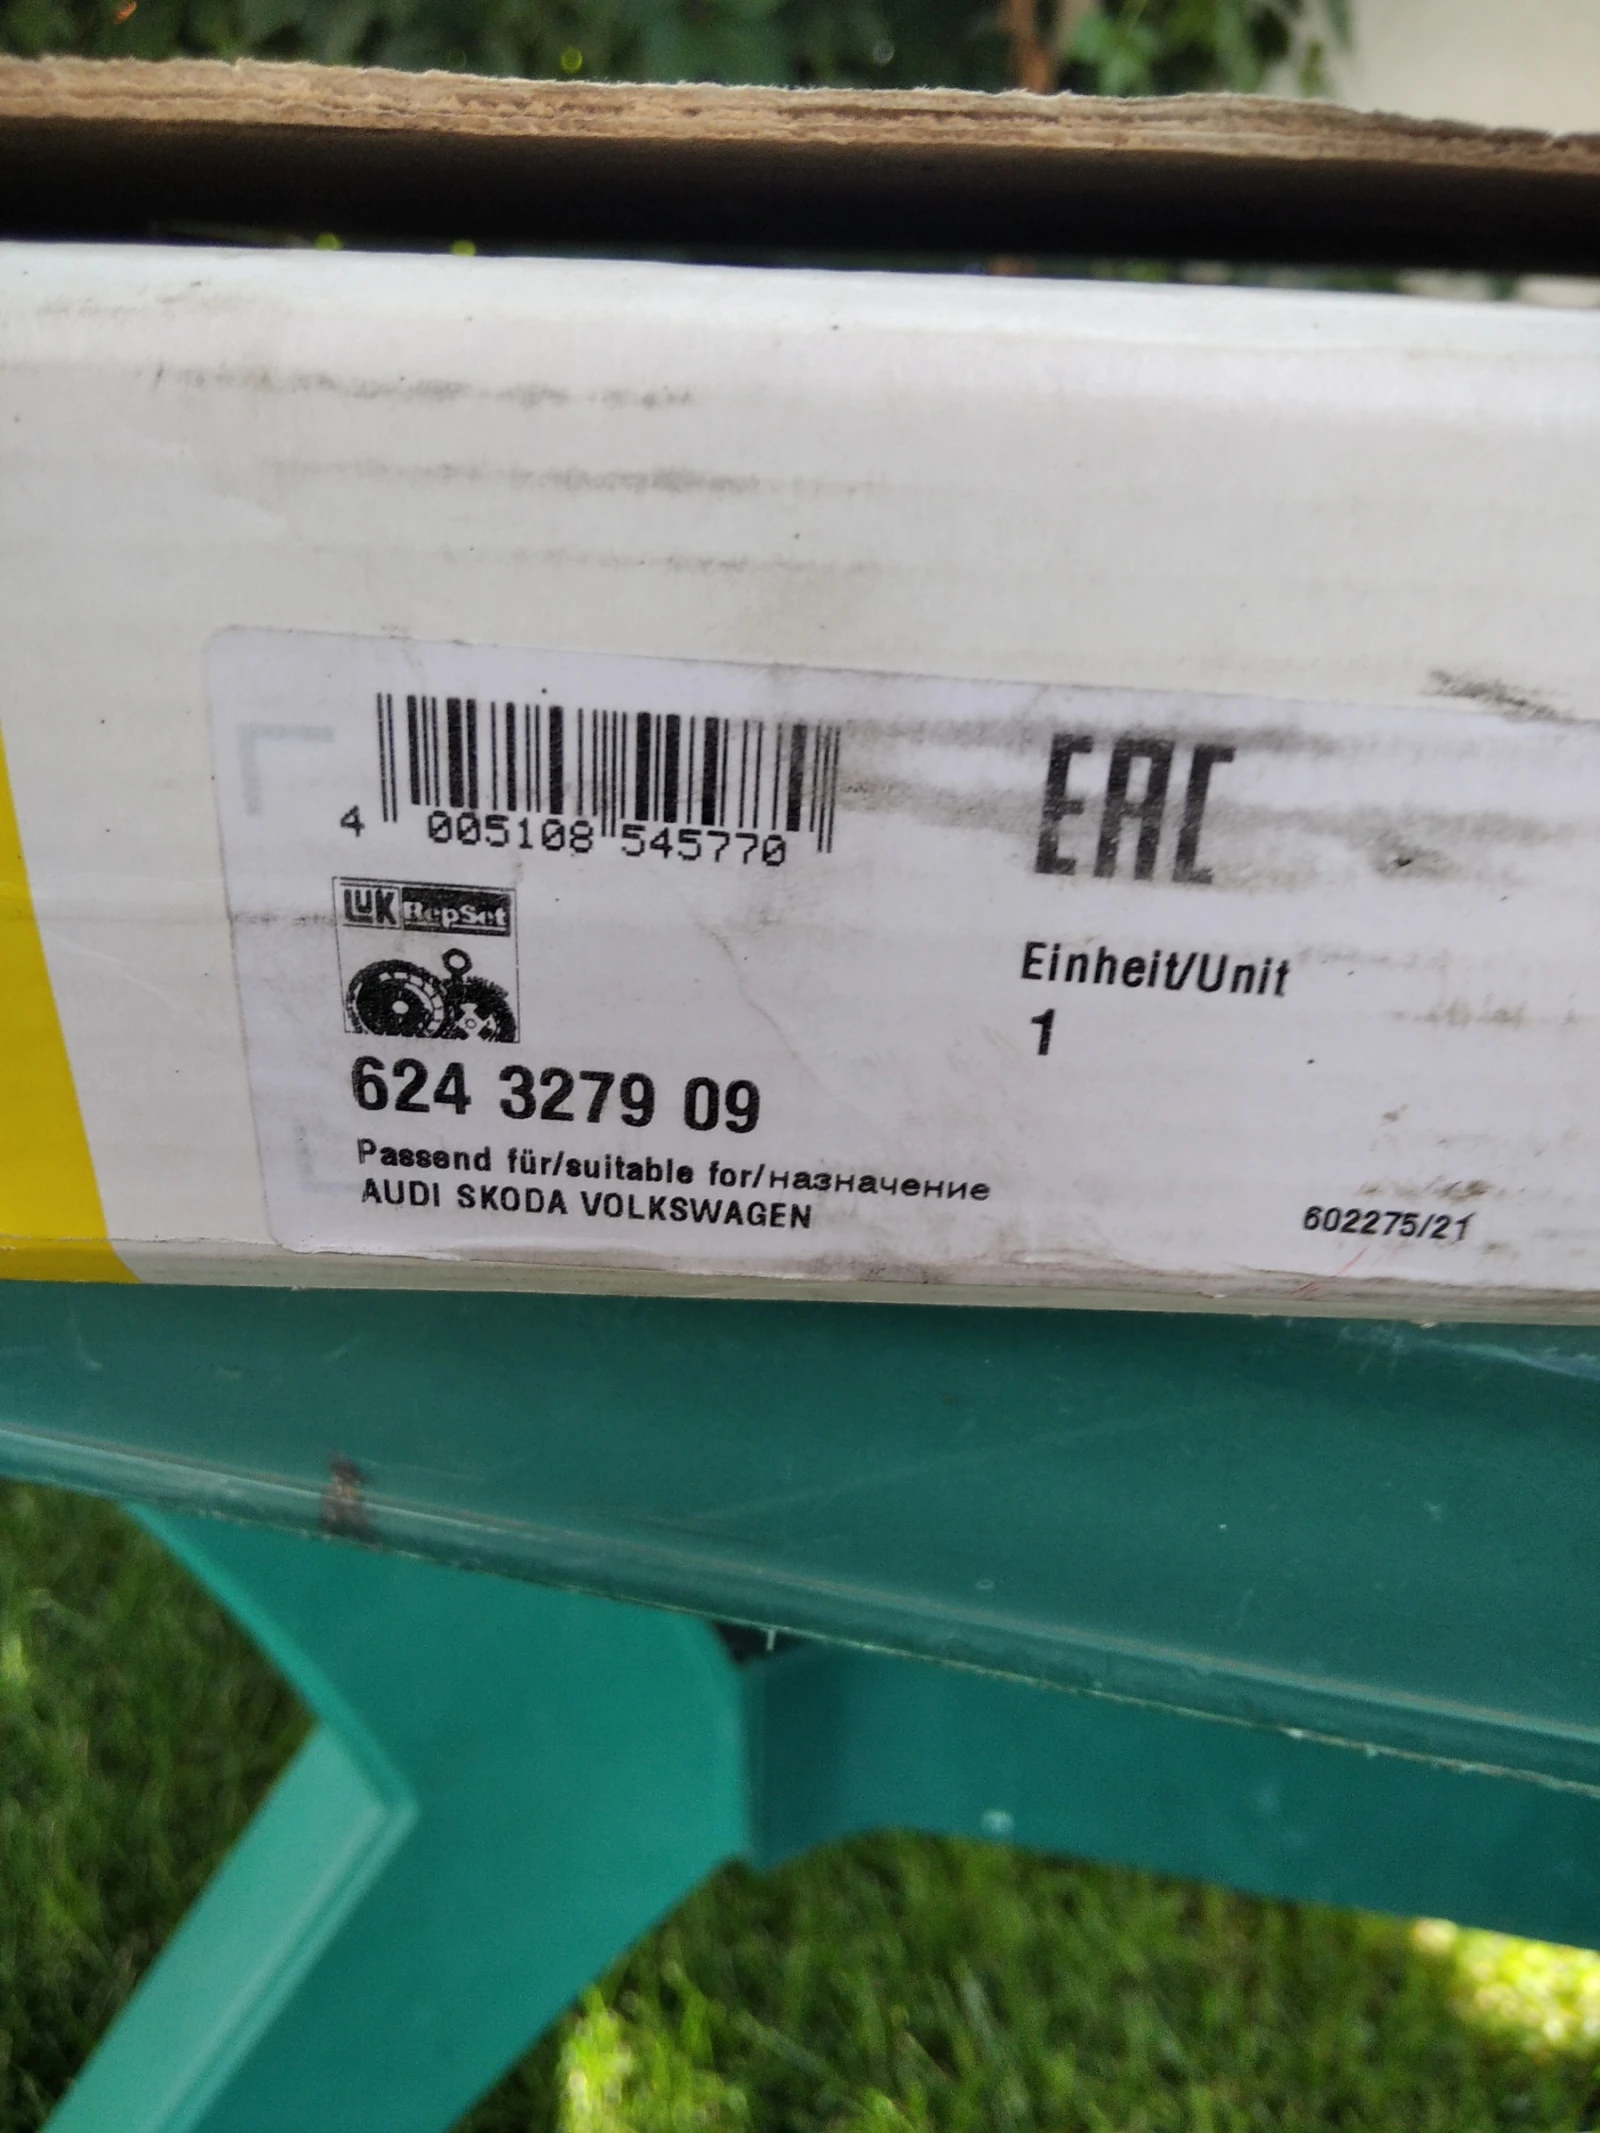 4 005108 545770
EAC
LuK RepSet
Einheit/Unit
1
624 3279 09
Passend für/suitable for/назначение
AUDI SKODA VOLKSWAGEN
602275/21